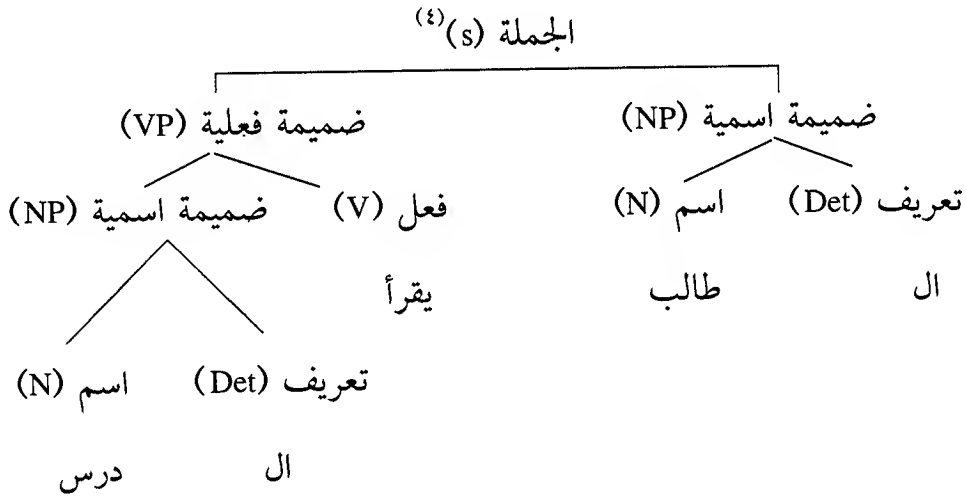 الجملة (s)(٤)
ضميمة اسمية (NP) ضميمة فعلية (VP)
تعريف (Det) اسم (N) فعل (V) ضميمة اسمية (NP)
ال طالب يقرأ
تعريف (Det) اسم (N)
ال درس